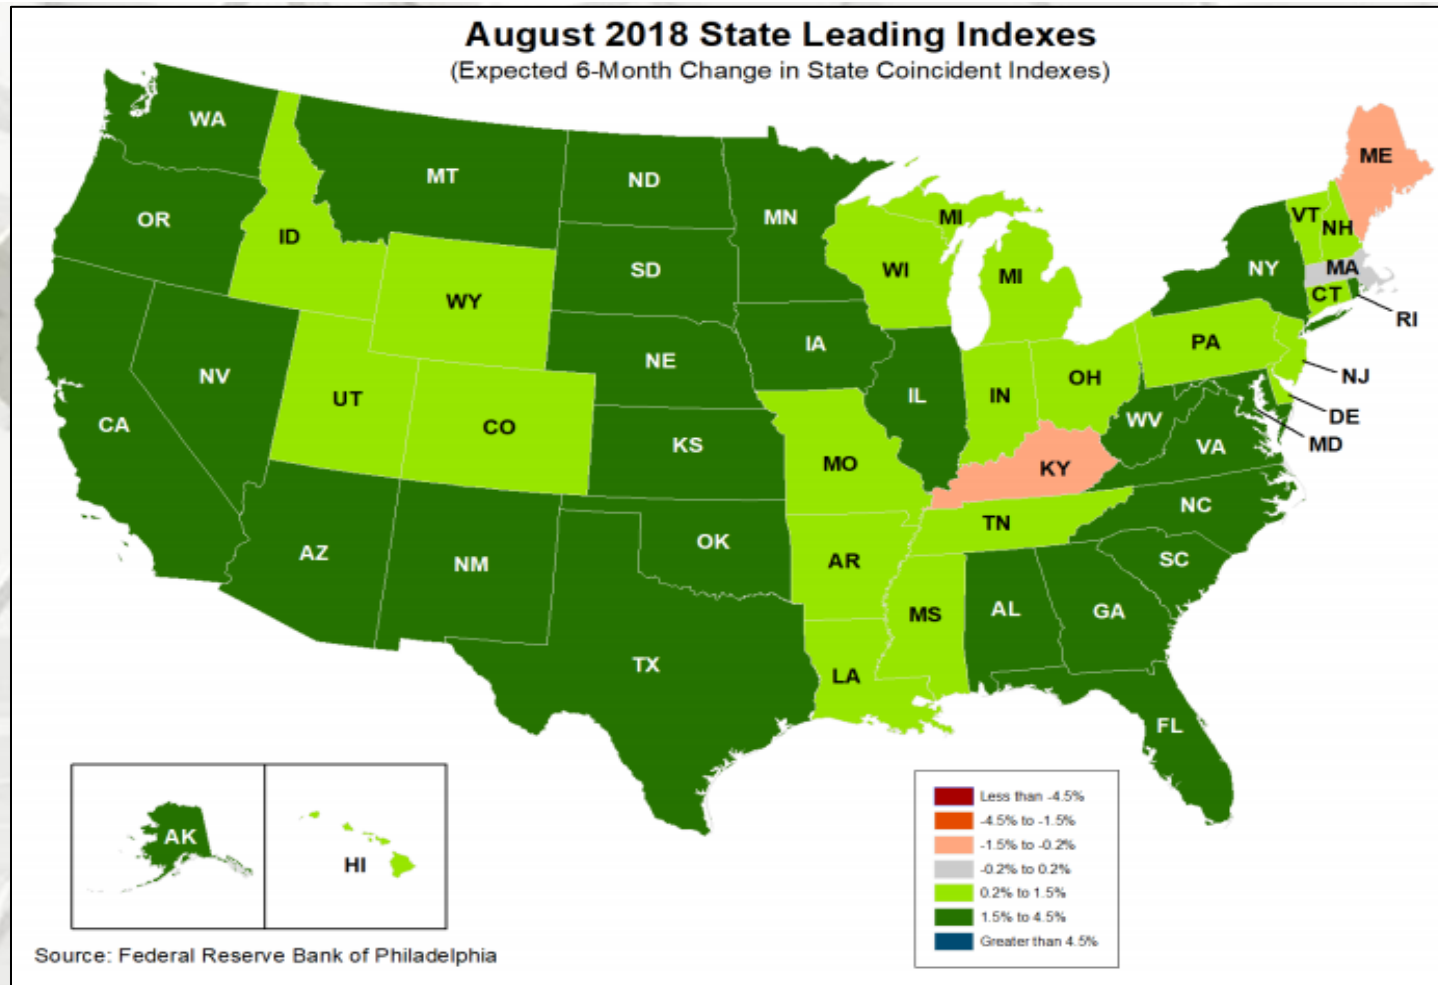 August 2018 State Leading Indexes
(Expected 6-Month Change in State Coincident Indexes)
WA
ME
MT
ND
VT
MN
MI
OR
NH
ID
WI
SD
NY
MA
MI
CT
WY
RI
IA
PA
NE
NV
OH
NJ
UT
IN
IL
DE
CO
WV
CA
MD
KS
VA
MO
KY
NC
TN
OK
AZ
SC
AR
NM
AL
GA
MS
TX
LA
FL
AK
HI
Less than -4.5%
-4.5% to -1.5%
-1.5% to -0.2%
-0.2% to 0.2%
0.2% to 1.5%
1.5% to 4.5%
Greater than 4.5%
Source: Federal Reserve Bank of Philadelphia